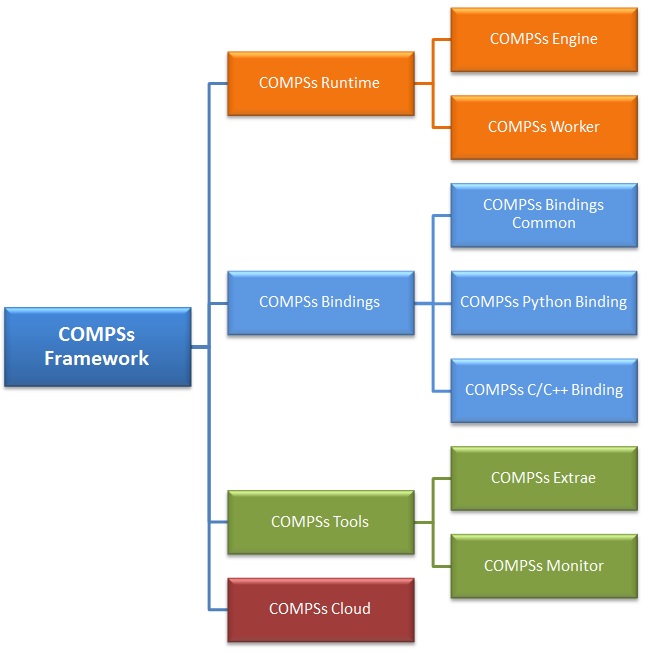 COMPSs Engine
COMPSs Runtime
COMPSs Worker
COMPSs Bindings
Common
COMPSs Bindings
COMPSs Python Binding
COMPSs
Framework
COMPSs C/C++ Binding
COMPSs Extrae
COMPSs Tools
COMPSs Monitor
COMPSs Cloud